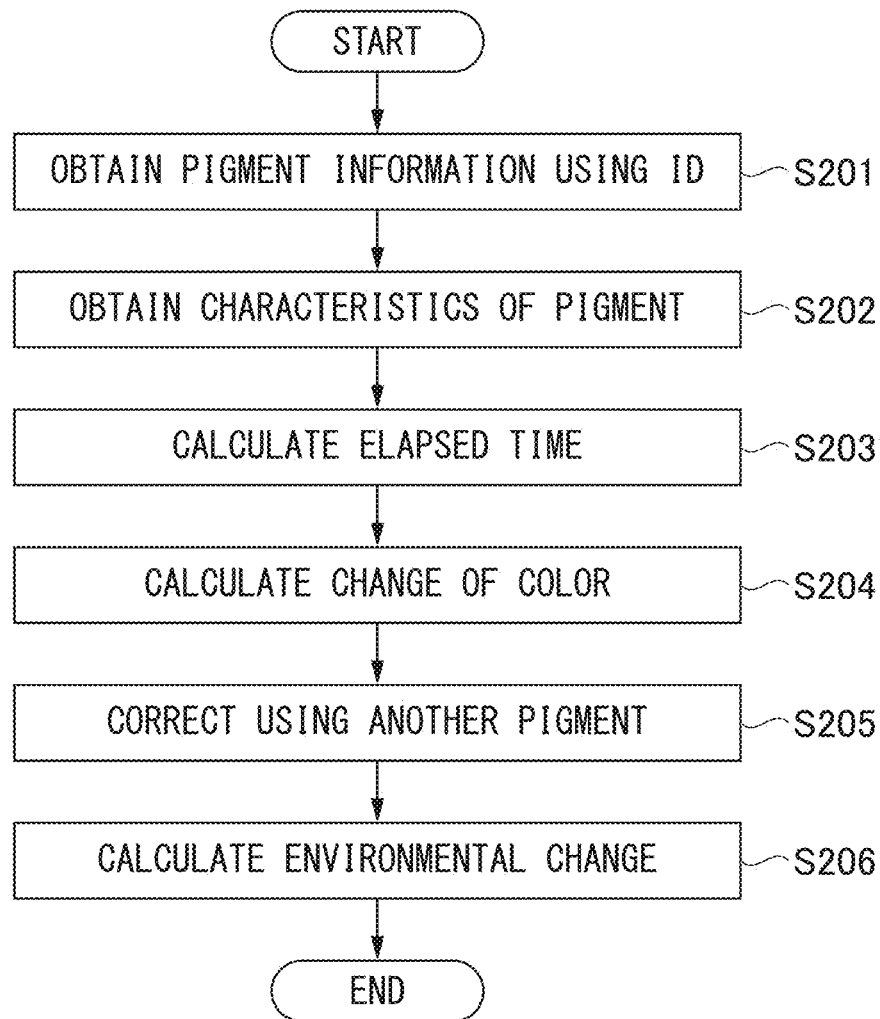 START
OBTAIN PIGMENT INFORMATION USING ID S201
OBTAIN CHARACTERISTICS OF PIGMENT S202
CALCULATE ELAPSED TIME S203
CALCULATE CHANGE OF COLOR S204
CORRECT USING ANOTHER PIGMENT S205
CALCULATE ENVIRONMENTAL CHANGE S206
END